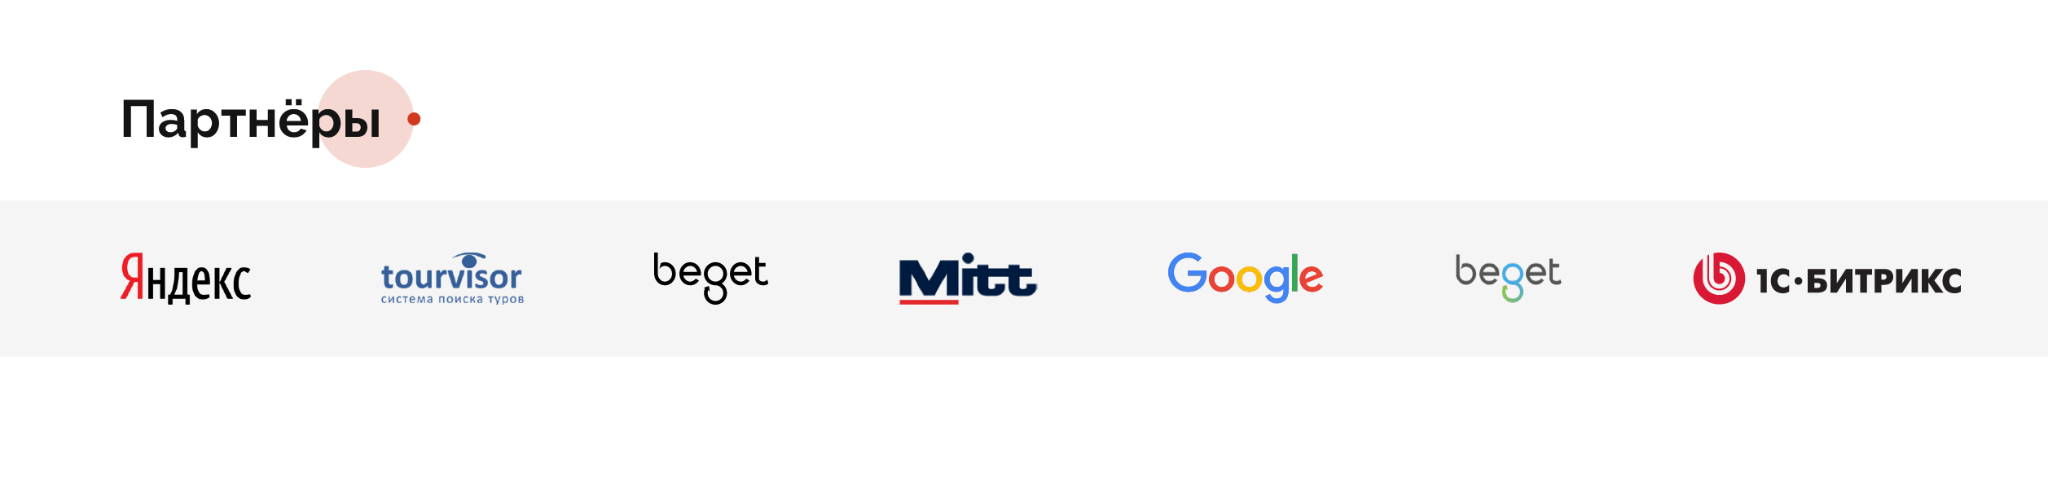 Партнёры
Яндекс
tourvisor
система поиска туров
beget
Mitt
Google
beget
1С·БИТРИКС